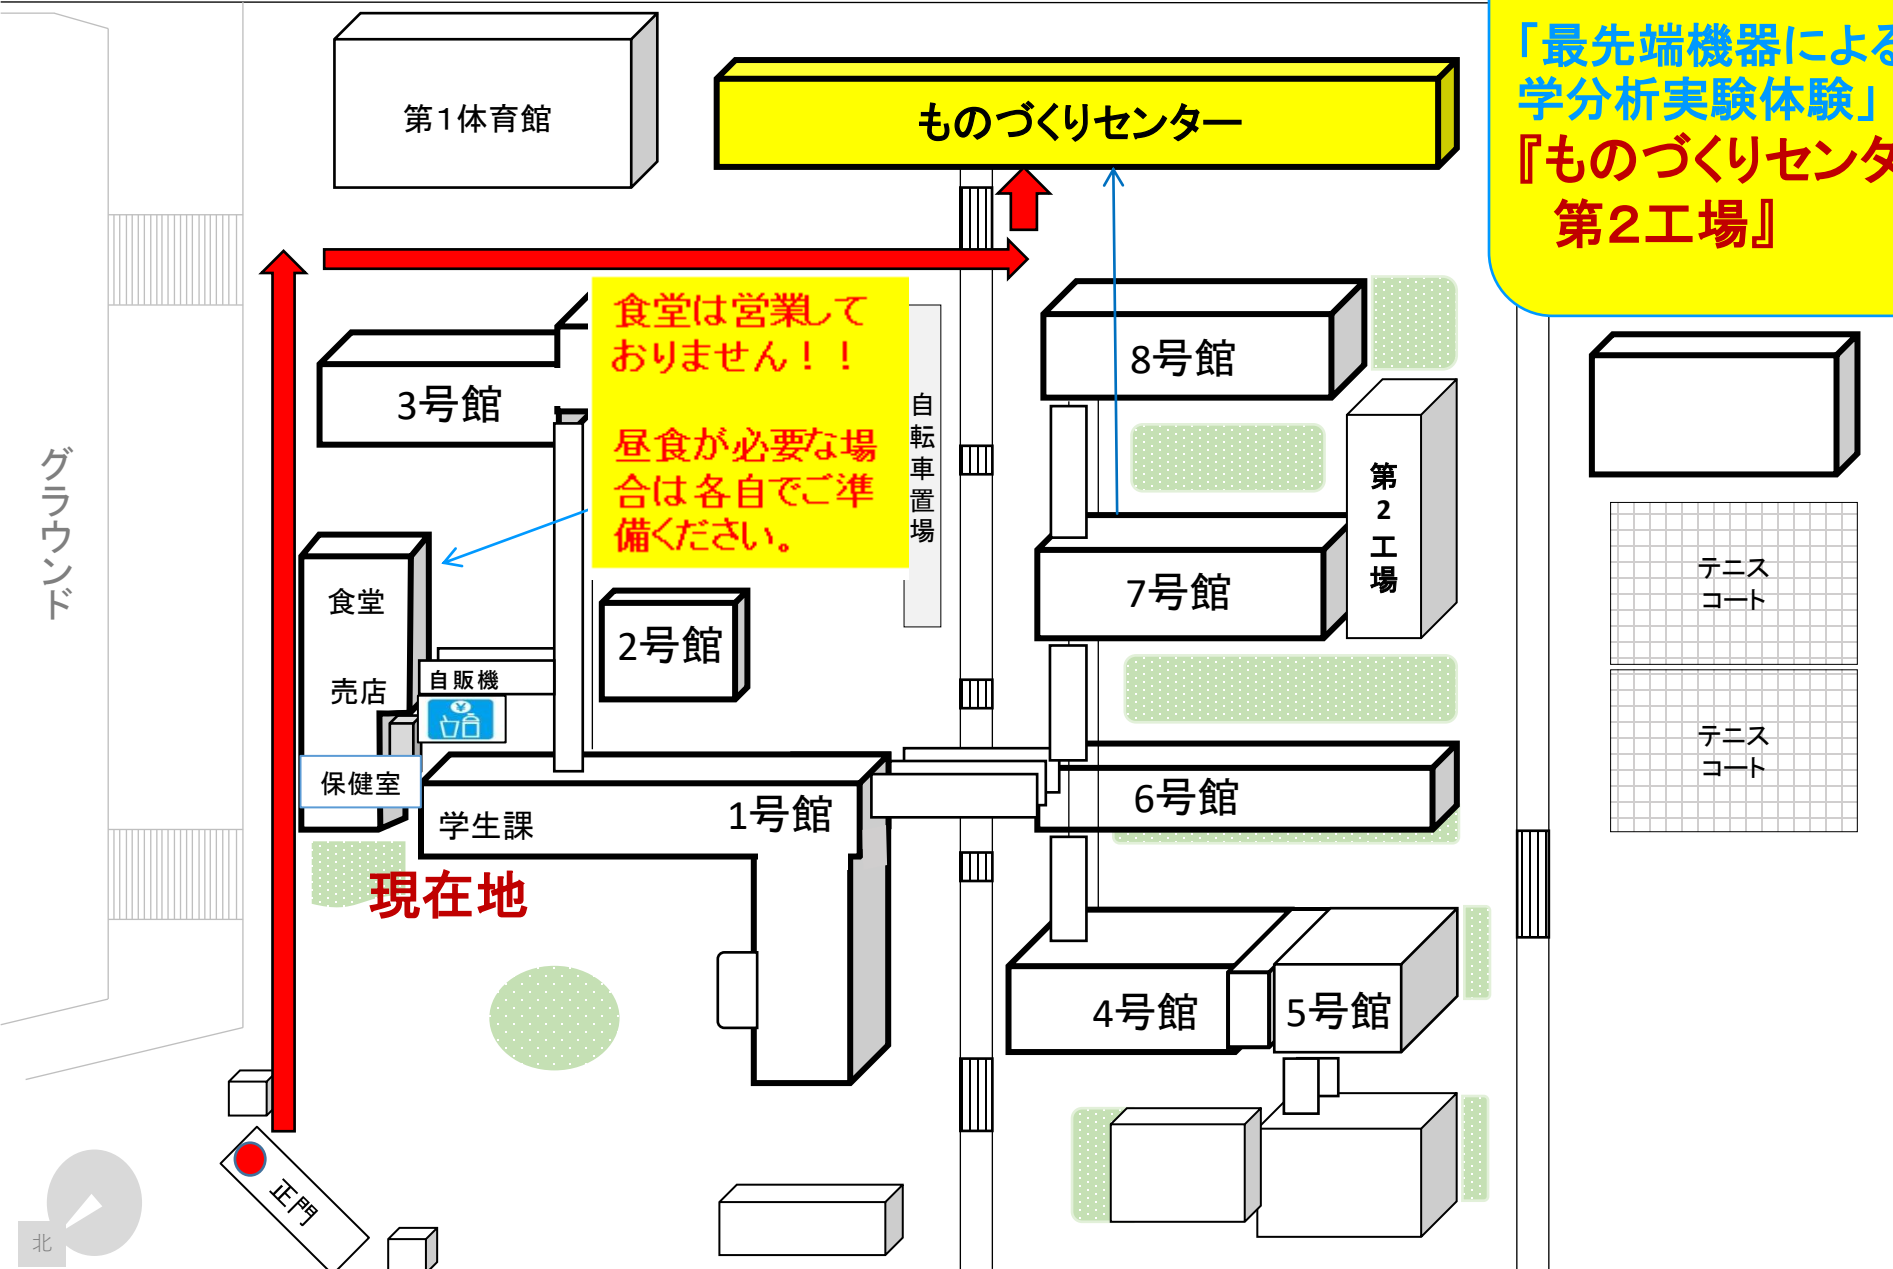 「最先端機器による
学分析実験体験」
『ものづくりセンタ
第2工場』
第1体育館
ものづくりセンター
食堂は営業して
おりません！！
昼食が必要な場
合は各自でご準
備ください。
自転車置場
8号館
3号館
グラウンド
第2工場
7号館
テニス
コート
食堂
2号館
自販機
売店
テニス
コート
保健室
学生課
1号館
6号館
現在地
4号館
5号館
正門
北